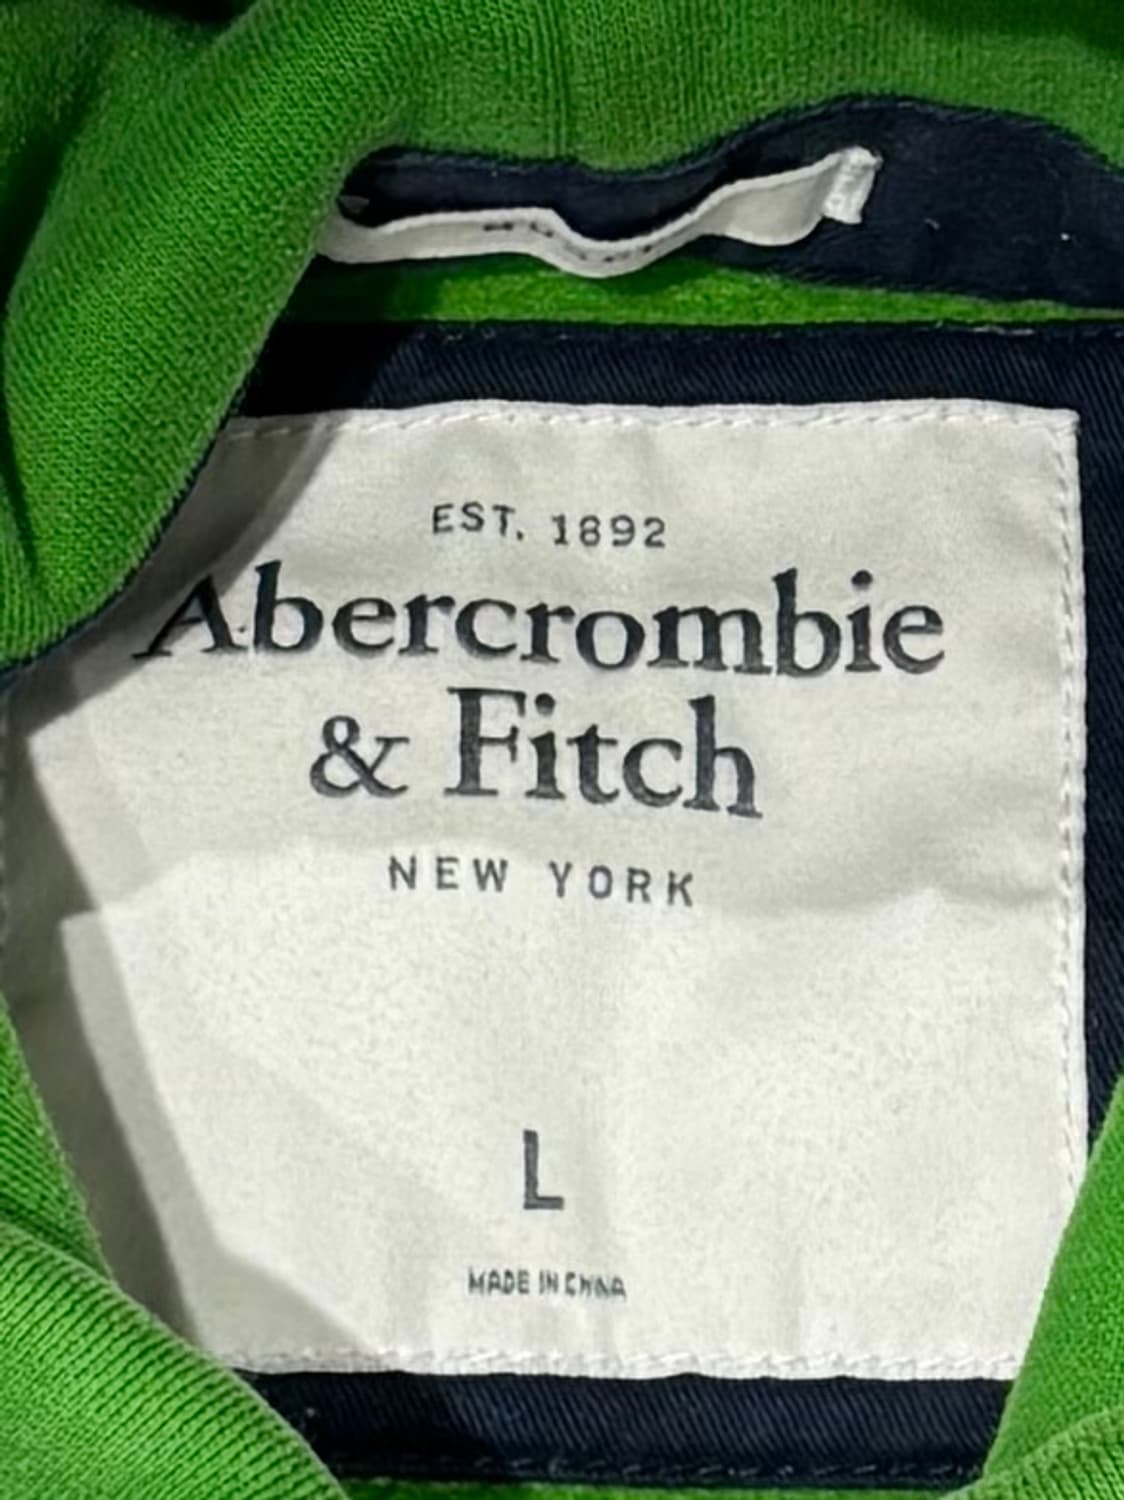 EST. 1892
Abercrombie
& Fitch
NEW YORK
L
MADE IN CHINA